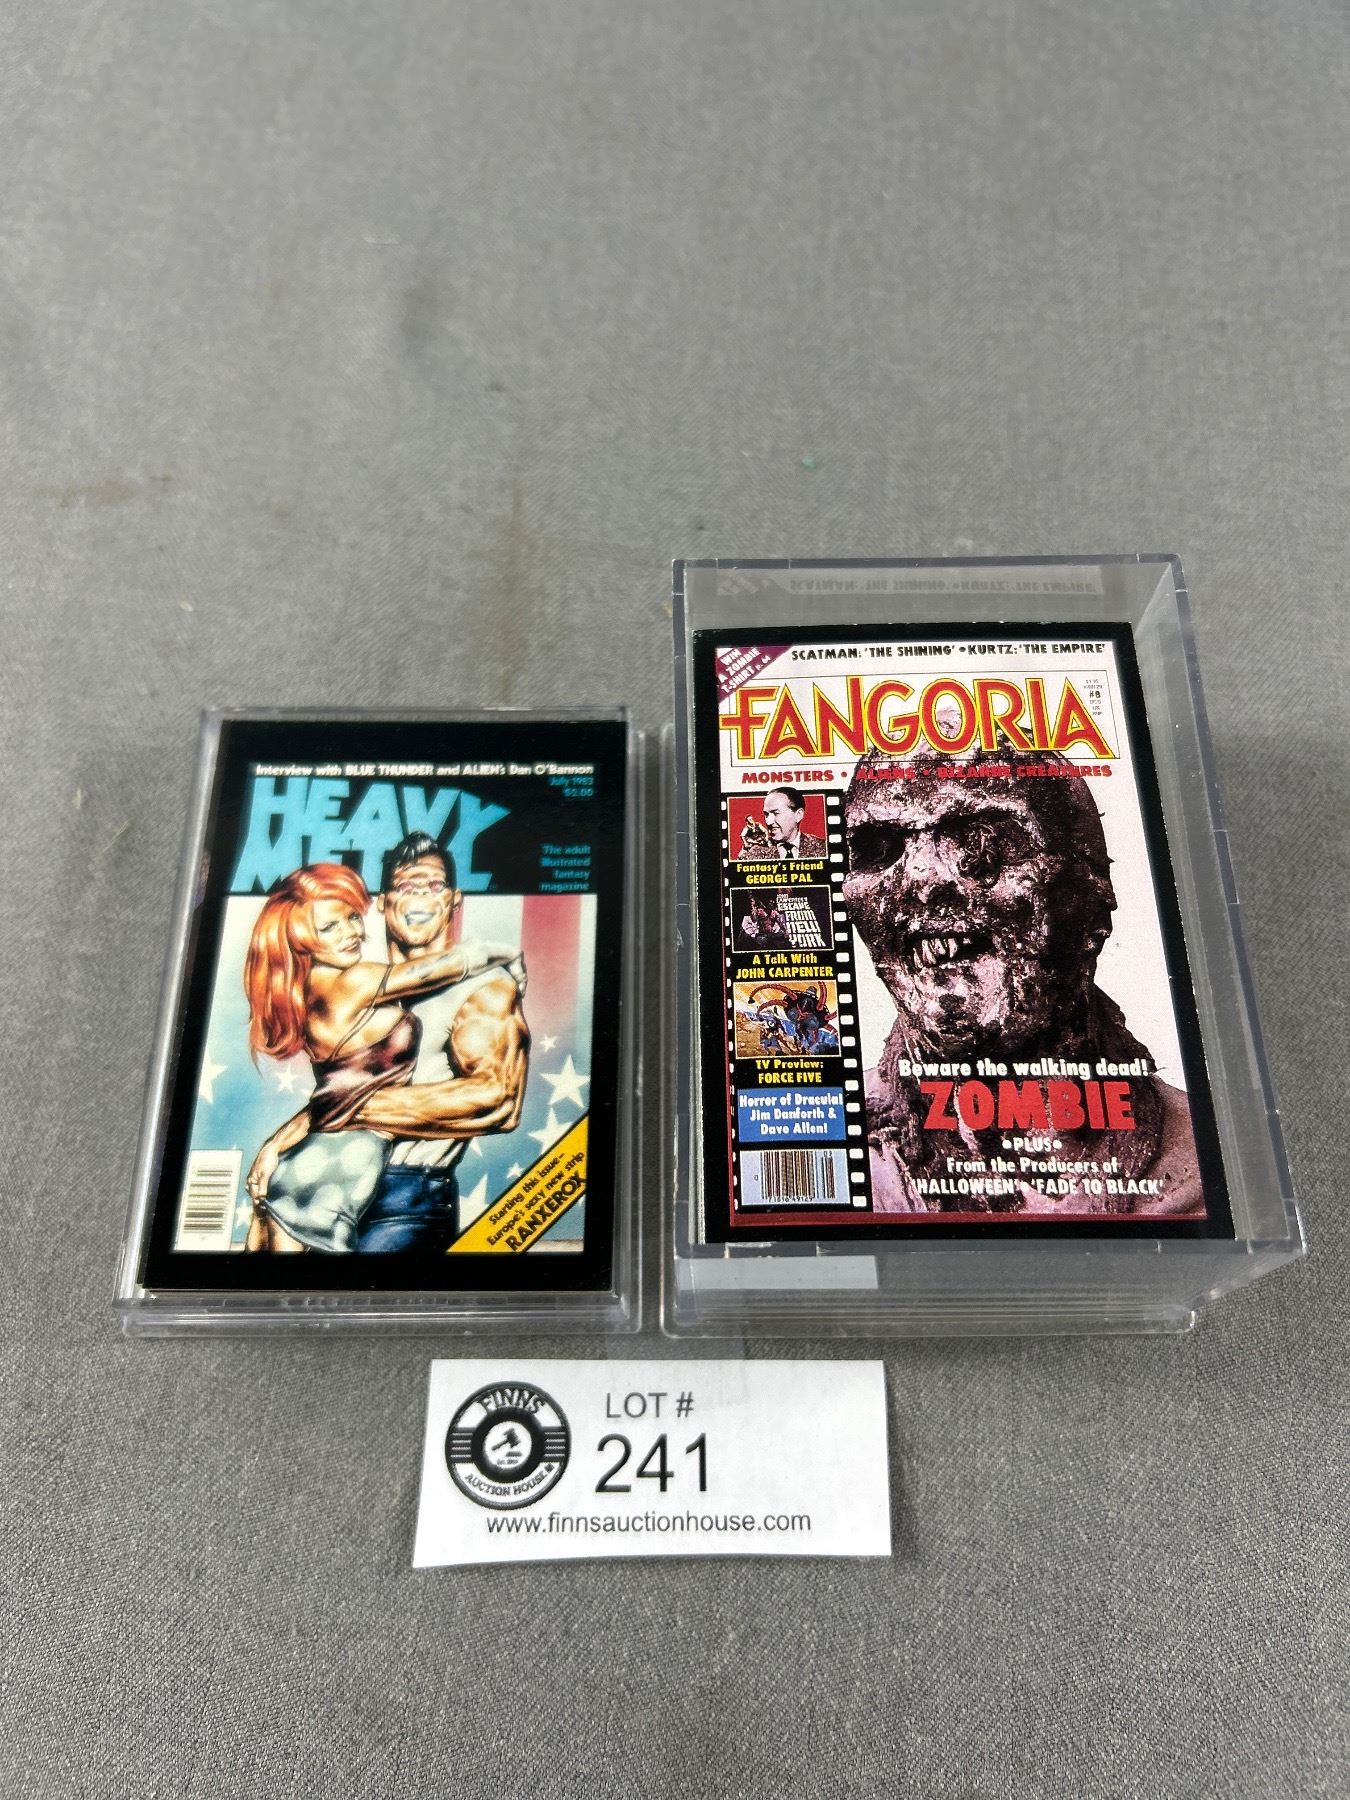 Interview with BLUE THUNDER and ALIEN's Dan O'Bannon
July 1983
$2.00
HEAVY
METAL
The adult
illustrated
fantasy
magazine
Starting this issue–
Europe's sexy new strip
RANXEROX
WIN
A ZOMBIE
T-SHIRT p. 64
SCATMAN: 'THE SHINING' • KURTZ: 'THE EMPIRE'
FANGORIA
#8
MONSTERS • ALIENS • BIZARRE CREATURES
Fantasy's Friend
GEORGE PAL
ESCAPE
FROM
NEW
YORK
A Talk With
JOHN CARPENTER
TV Preview:
FORCE FIVE
Horror of Dracula!
Jim Danforth &
Dave Allen!
Beware the walking dead!
ZOMBIE
•PLUS•
From the Producers of
'HALLOWEEN' • 'FADE TO BLACK'
FINNS
AUCTION HOUSE
LOT #
241
www.finnsauctionhouse.com